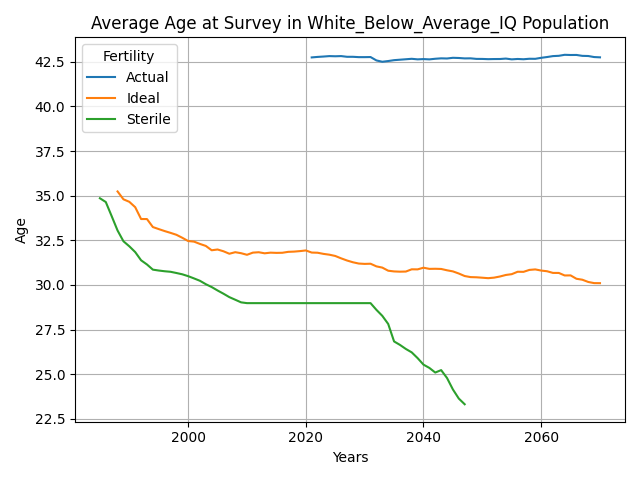 Average Age at Survey in White_Below_Average_IQ Population
Fertility
Actual
Ideal
Sterile
42.5
40.0
37.5
35.0
32.5
30.0
27.5
25.0
22.5
Age
2000
2020
2040
2060
Years